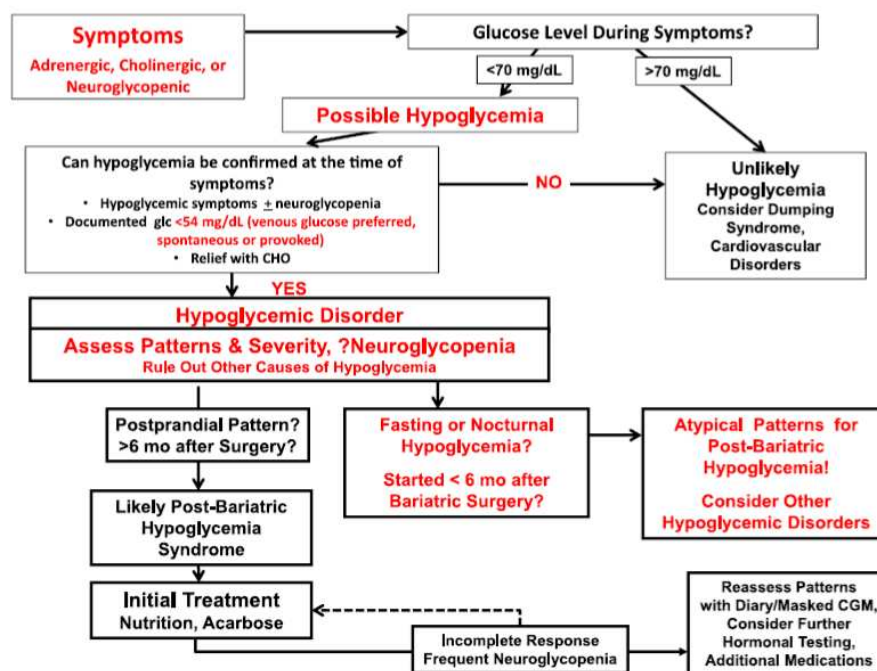 Symptoms
Adrenergic, Cholinergic, or
Neuroglycopenic
Glucose Level During Symptoms?
<70 mg/dL
>70 mg/dL
Possible Hypoglycemia
Can hypoglycemia be confirmed at the time of
symptoms?
• Hypoglycemic symptoms ± neuroglycopenia
• Documented glc <54 mg/dL (venous glucose preferred,
spontaneous or provoked)
• Relief with CHO
NO
Unlikely
Hypoglycemia
Consider Dumping
Syndrome,
Cardiovascular
Disorders
YES
Hypoglycemic Disorder
Assess Patterns & Severity, ?Neuroglycopenia
Rule Out Other Causes of Hypoglycemia
Postprandial Pattern?
>6 mo after Surgery?
Fasting or Nocturnal
Hypoglycemia?
Started < 6 mo after
Bariatric Surgery?
Atypical Patterns for
Post-Bariatric
Hypoglycemia!
Consider Other
Hypoglycemic Disorders
Likely Post-Bariatric
Hypoglycemia
Syndrome
Initial Treatment
Nutrition, Acarbose
Incomplete Response
Frequent Neuroglycopenia
Reassess Patterns
with Diary/Masked CGM,
Consider Further
Hormonal Testing,
Additional Medications